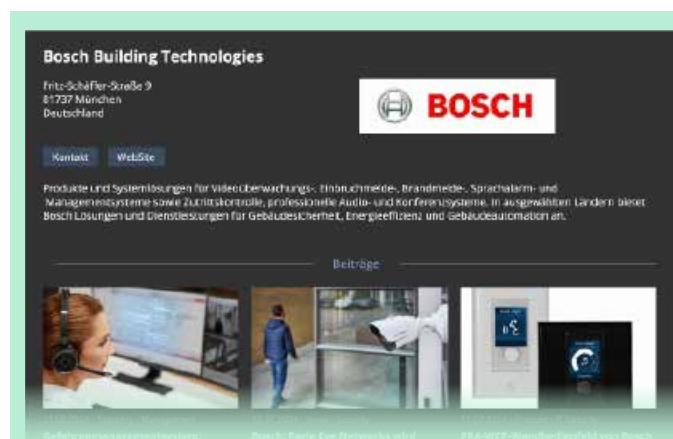 Bosch Building Technologies
Fritz-Schäffer-Straße 9
81737 München
Deutschland
BOSCH
Kontakt WebSite
Produkte und Systemlösungen für Videoüberwachungs-, Einbruchmelde-, Brandmelde-, Sprachalarm- und
Managementsysteme sowie Zutrittskontrolle, professionelle Audio- und Konferenzsysteme. In ausgewählten Ländern bietet
Bosch Lösungen und Dienstleistungen für Gebäudesicherheit, Energieeffizienz und Gebäudeautomation an.
Beiträge